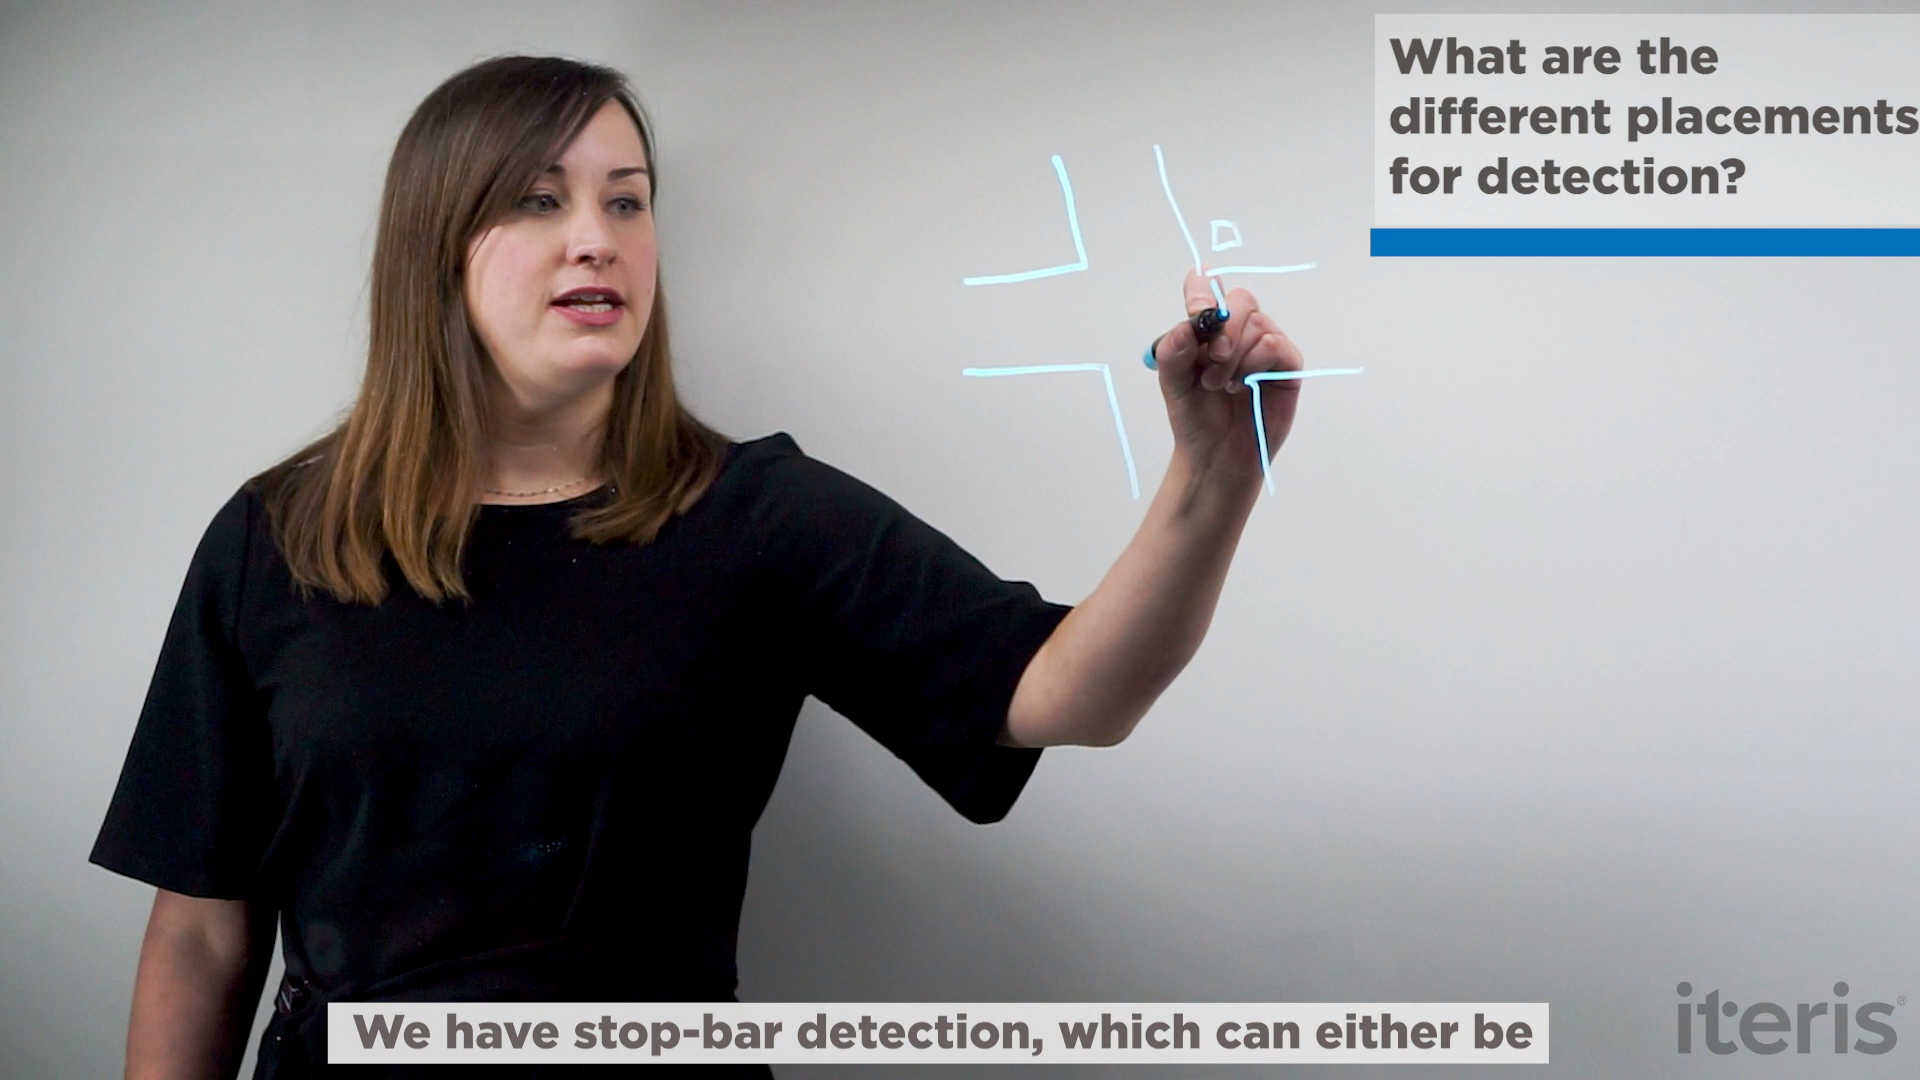 What are the
different placements
for detection?
We have stop-bar detection, which can either be
iteris®